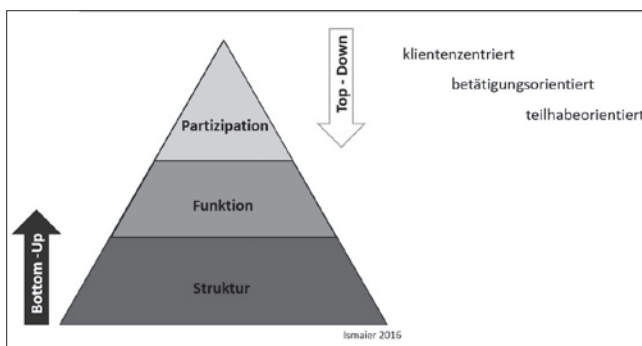 Top - Down
klientenzentriert
betätigungsorientiert
teilhabeorientiert
Partizipation
Funktion
Bottom -Up
Struktur
Ismaier 2016